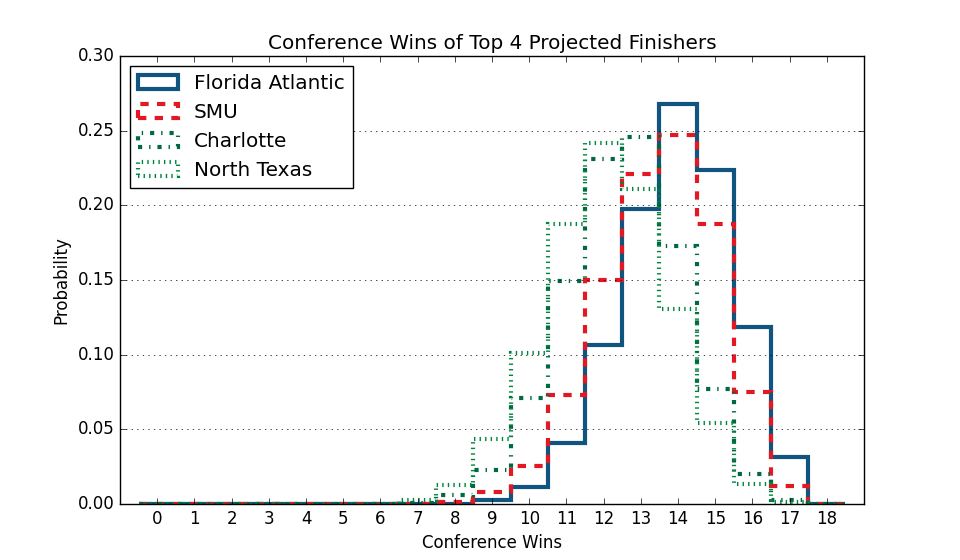 Conference Wins of Top 4 Projected Finishers
0.30
0.25
0.20
0.15
0.10
0.05
0.00
Probability
Florida Atlantic
SMU
Charlotte
North Texas
0 1 2 3 4 5 6 7 8 9 10 11 12 13 14 15 16 17 18
Conference Wins